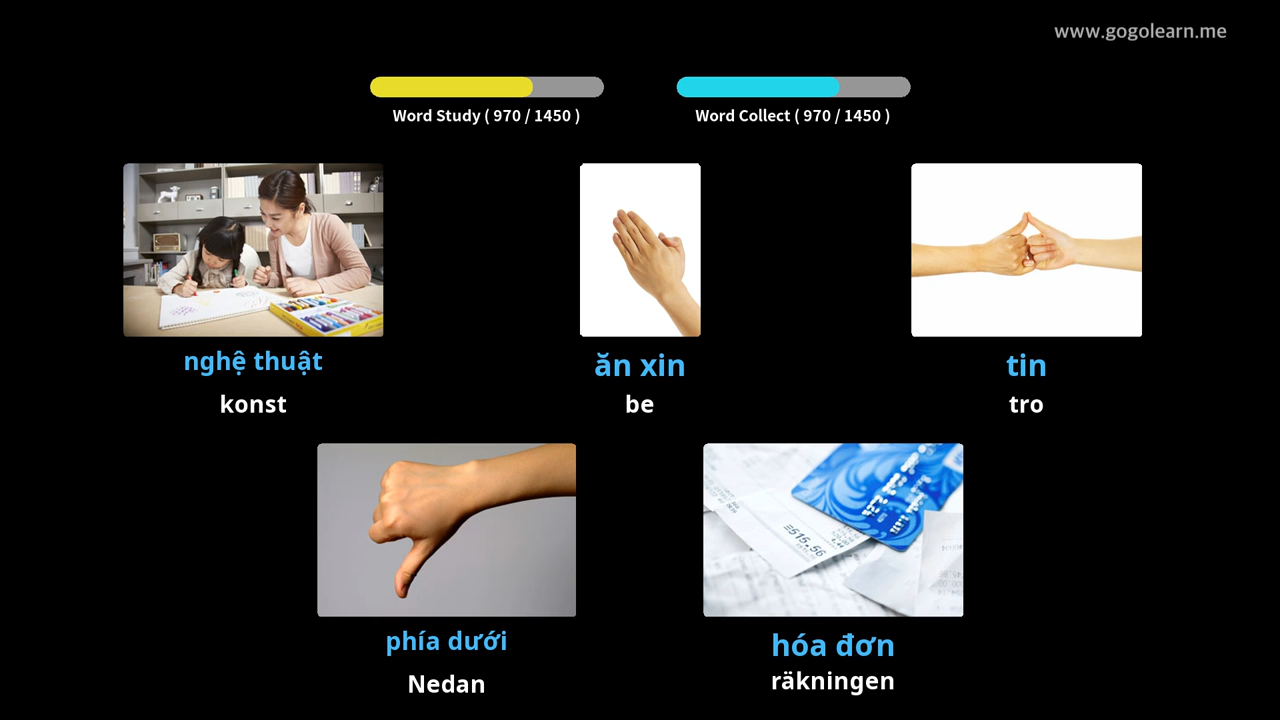 www.gogolearn.me
Word Study ( 970 / 1450 )
Word Collect ( 970 / 1450 )
nghệ thuật
konst
ăn xin
be
tin
tro
phía dưới
Nedan
hóa đơn
räkningen